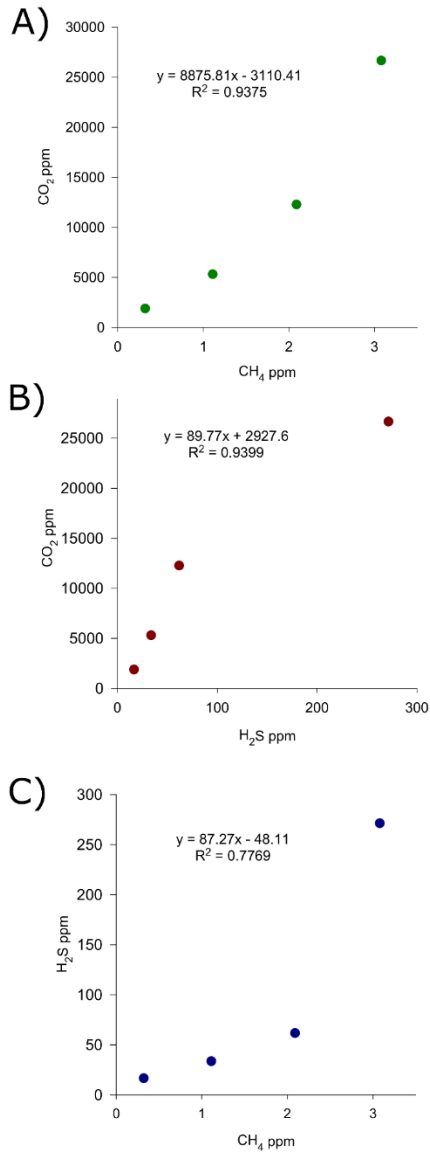 A)
30000
y = 8875.81x - 3110.41
R² = 0.9375
25000
20000
CO₂ ppm
15000
10000
5000
0
0 1 2 3
CH₄ ppm
B)
y = 89.77x + 2927.6
R² = 0.9399
25000
20000
CO₂ ppm
15000
10000
5000
0
0 100 200 300
H₂S ppm
C)
300
y = 87.27x - 48.11
R² = 0.7769
250
200
H₂S ppm
150
100
50
0
0 1 2 3
CH₄ ppm